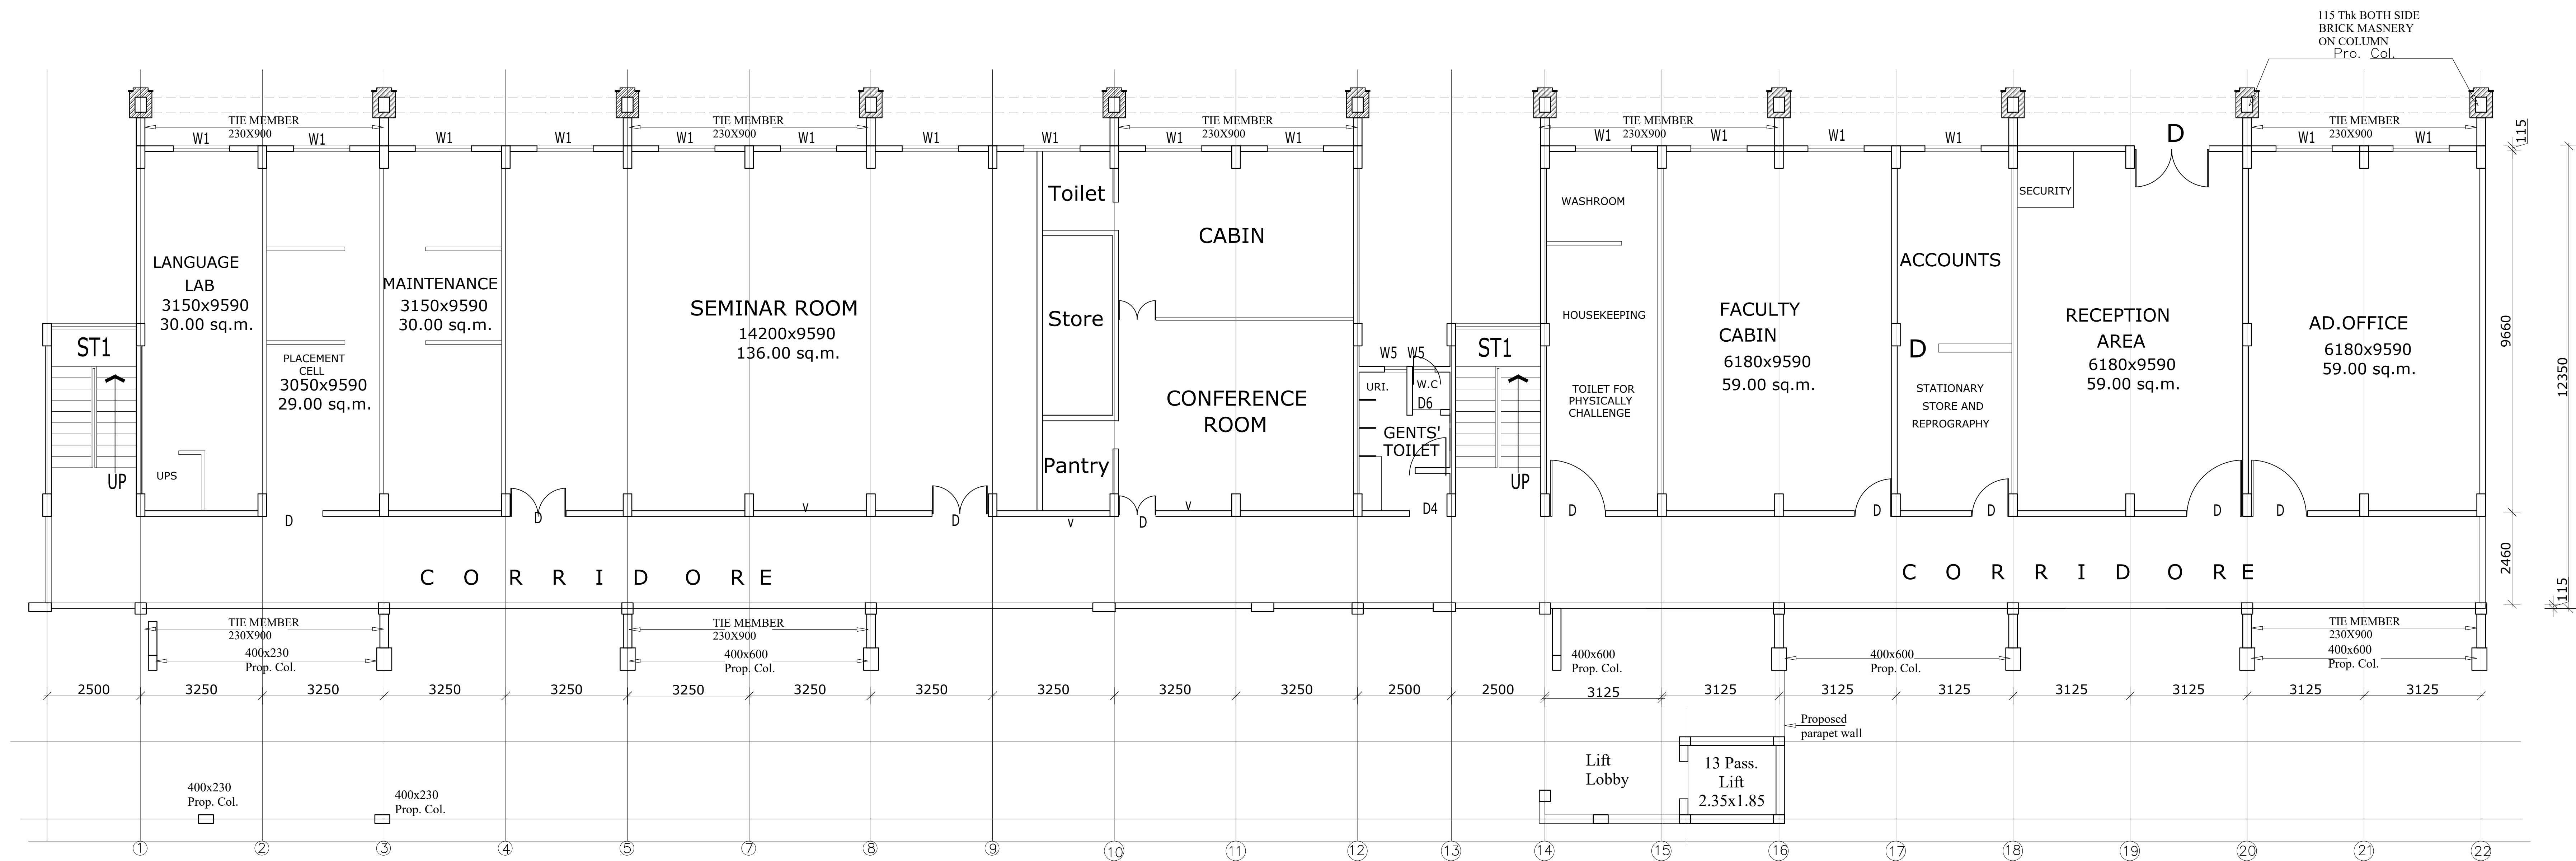 115 Thk BOTH SIDE
BRICK MASNERY
ON COLUMN
Pro. Col.
TIE MEMBER
230X900
TIE MEMBER
230X900
TIE MEMBER
230X900
TIE MEMBER
230X900
TIE MEMBER
230X900
W1 W1 W1 W1 W1 W1 W1 W1 W1 W1
W1 W1 W1 W1 D W1 W1
115
LANGUAGE
LAB
3150x9590
30.00 sq.m.
UPS
PLACEMENT
CELL
3050x9590
29.00 sq.m.
MAINTENANCE
3150x9590
30.00 sq.m.
SEMINAR ROOM
14200x9590
136.00 sq.m.
Toilet
Store
Pantry
CABIN
CONFERENCE
ROOM
W5 W5
URI.
W.C
D6
GENTS'
TOILET
D4
ST1
UP
ST1
UP
WASHROOM
HOUSEKEEPING
TOILET FOR
PHYSICALLY
CHALLENGE
FACULTY
CABIN
6180x9590
59.00 sq.m.
ACCOUNTS
D
STATIONARY
STORE AND
REPROGRAPHY
SECURITY
RECEPTION
AREA
6180x9590
59.00 sq.m.
AD.OFFICE
6180x9590
59.00 sq.m.
9660
12350
2460
115
D D V D V D V
D D D D D
CORRIDORE
CORRIDORE
TIE MEMBER
230X900
400x230
Prop. Col.
TIE MEMBER
230X900
400x600
Prop. Col.
400x600
Prop. Col.
400x600
Prop. Col.
TIE MEMBER
230X900
400x600
Prop. Col.
2500 3250 3250 3250 3250 3250 3250 3250 3250 3250 3250 2500 2500 3125 3125 3125 3125 3125 3125 3125 3125
Proposed
parapet wall
Lift
Lobby
13 Pass.
Lift
2.35x1.85
400x230
Prop. Col.
400x230
Prop. Col.
1 2 3 4 5 7 8 9 10 11 12 13 14 15 16 17 18 19 20 21 22